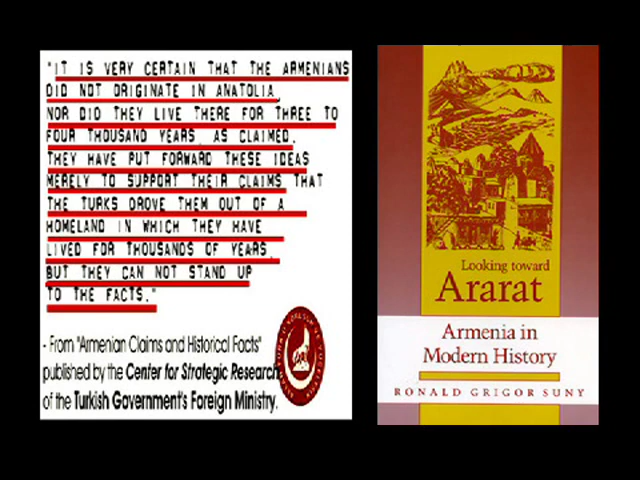 "IT IS VERY CERTAIN THAT THE ARMENIANS
DID NOT ORIGINATE IN ANATOLIA,
NOR DID THEY LIVE THERE FOR THREE TO
FOUR THOUSAND YEARS, AS CLAIMED.
THEY HAVE PUT FORWARD THESE IDEAS
MERELY TO SUPPORT THEIR CLAIMS THAT
THE TURKS DROVE THEM OUT OF A
HOMELAND IN WHICH THEY HAVE
LIVED FOR THOUSANDS OF YEARS,
BUT THEY CAN NOT STAND UP
TO THE FACTS."
- From "Armenian Claims and Historical Facts"
published by the Center for Strategic Research
of the Turkish Government's Foreign Ministry.
Looking toward
Ararat
Armenia in
Modern History
RONALD GRIGOR SUNY